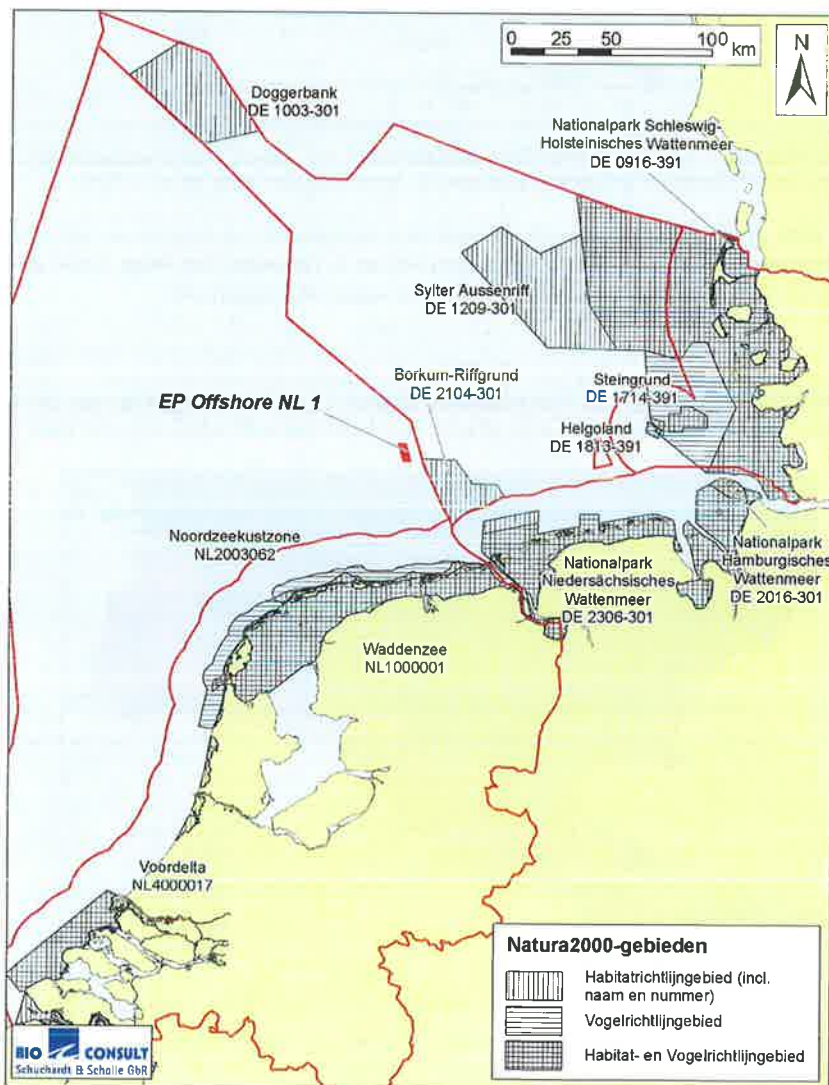 0 25 50 100
km
N
Doggerbank
DE 1003-301
Nationalpark Schleswig-
Holsteinisches Wattenmeer
DE 0916-391
Sylter Aussenriff
DE 1209-301
Borkum-Riffgrund
DE 2104-301
Steingrund
DE 1714-391
EP Offshore NL 1
Helgoland
DE 1813-391
Noordzeekustzone
NL2003062
Nationalpark
Hamburgisches
Wattenmeer
DE 2016-301
Nationalpark
Niedersächsisches
Wattenmeer
DE 2306-301
Waddenzee
NL1000001
Voordelta
NL4000017
Natura2000-gebieden
Habitatrichtlijngebied (incl.
naam en nummer)
Vogelrichtlijngebied
Habitat- en Vogelrichtlijngebied
BIO CONSULT
Schuchardt & Scholle GbR